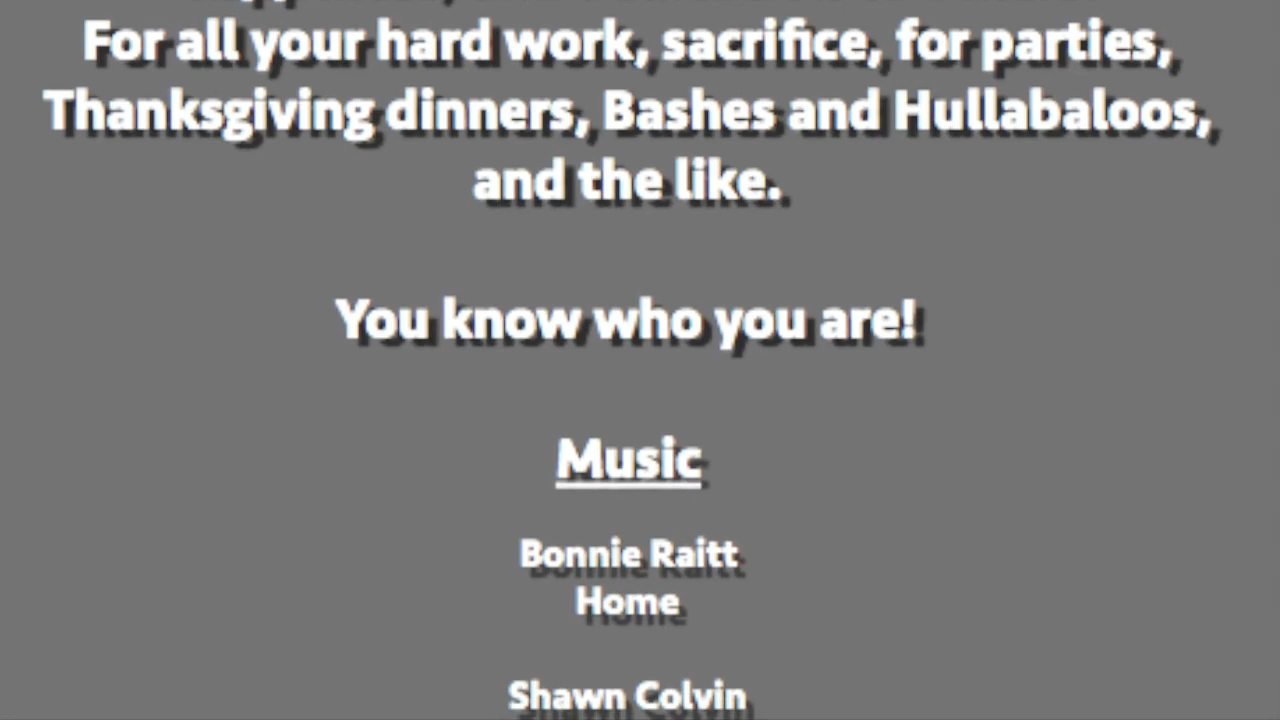 For all your hard work, sacrifice, for parties,
Thanksgiving dinners, Bashes and Hullabaloos,
and the like.
You know who you are!
Music
Bonnie Raitt
Home
Shawn Colvin